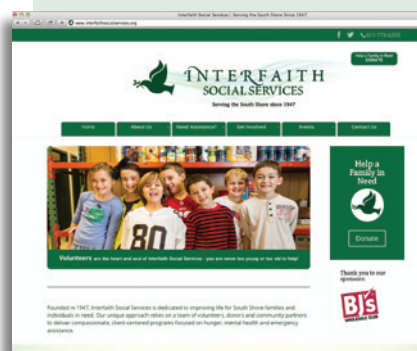 Interfaith Social Services | Serving the South Shore Since 1947
www.interfaithsocialservices.org
617-773-6203
Help a Family in Need
DONATE
INTERFAITH
SOCIAL SERVICES
Serving the South Shore since 1947
Home About Us Need Assistance? Get Involved Events Contact Us
Help a
Family in
Need
Donate
80
Volunteers are the heart and soul of Interfaith Social Services - you are never too young or too old to help!
Thank you to our
sponsors:
BJ's
WHOLESALE CLUB
Founded in 1947, Interfaith Social Services is dedicated to improving life for South Shore families and
individuals in need. Our unique approach relies on a team of volunteers, donors and community partners
to deliver compassionate, client-centered programs focused on hunger, mental health and emergency
assistance.